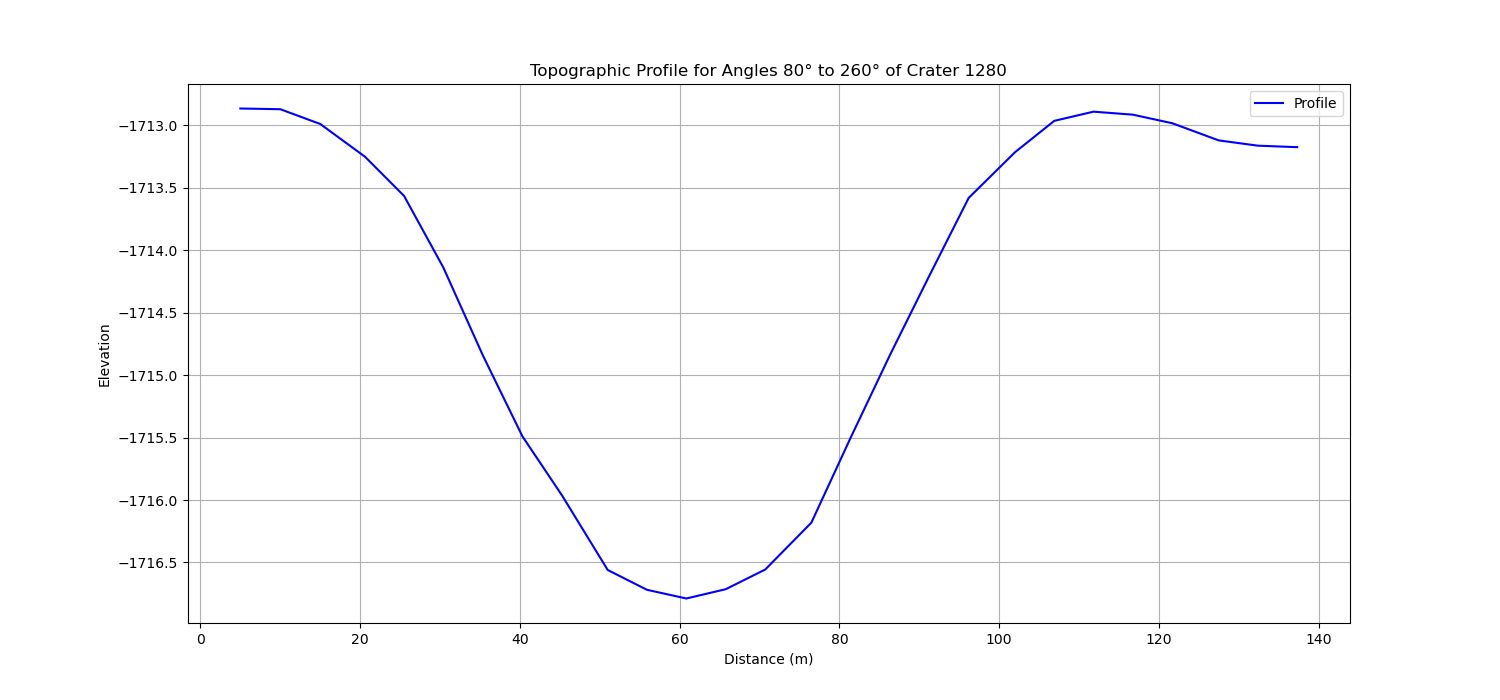 Topographic Profile for Angles 80° to 260° of Crater 1280
Profile
−1713.0
−1713.5
−1714.0
−1714.5
−1715.0
−1715.5
−1716.0
−1716.5
Elevation
0 20 40 60 80 100 120 140
Distance (m)